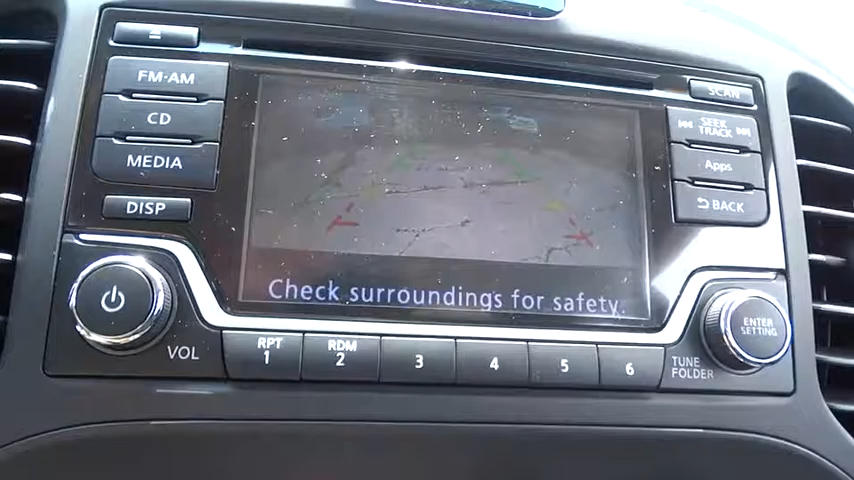 FM·AM
CD
MEDIA
DISP
SCAN
SEEK
TRACK
Apps
BACK
Check surroundings for safety.
VOL
RPT
1
RDM
2
3
4
5
6
TUNE
FOLDER
ENTER
SETTING